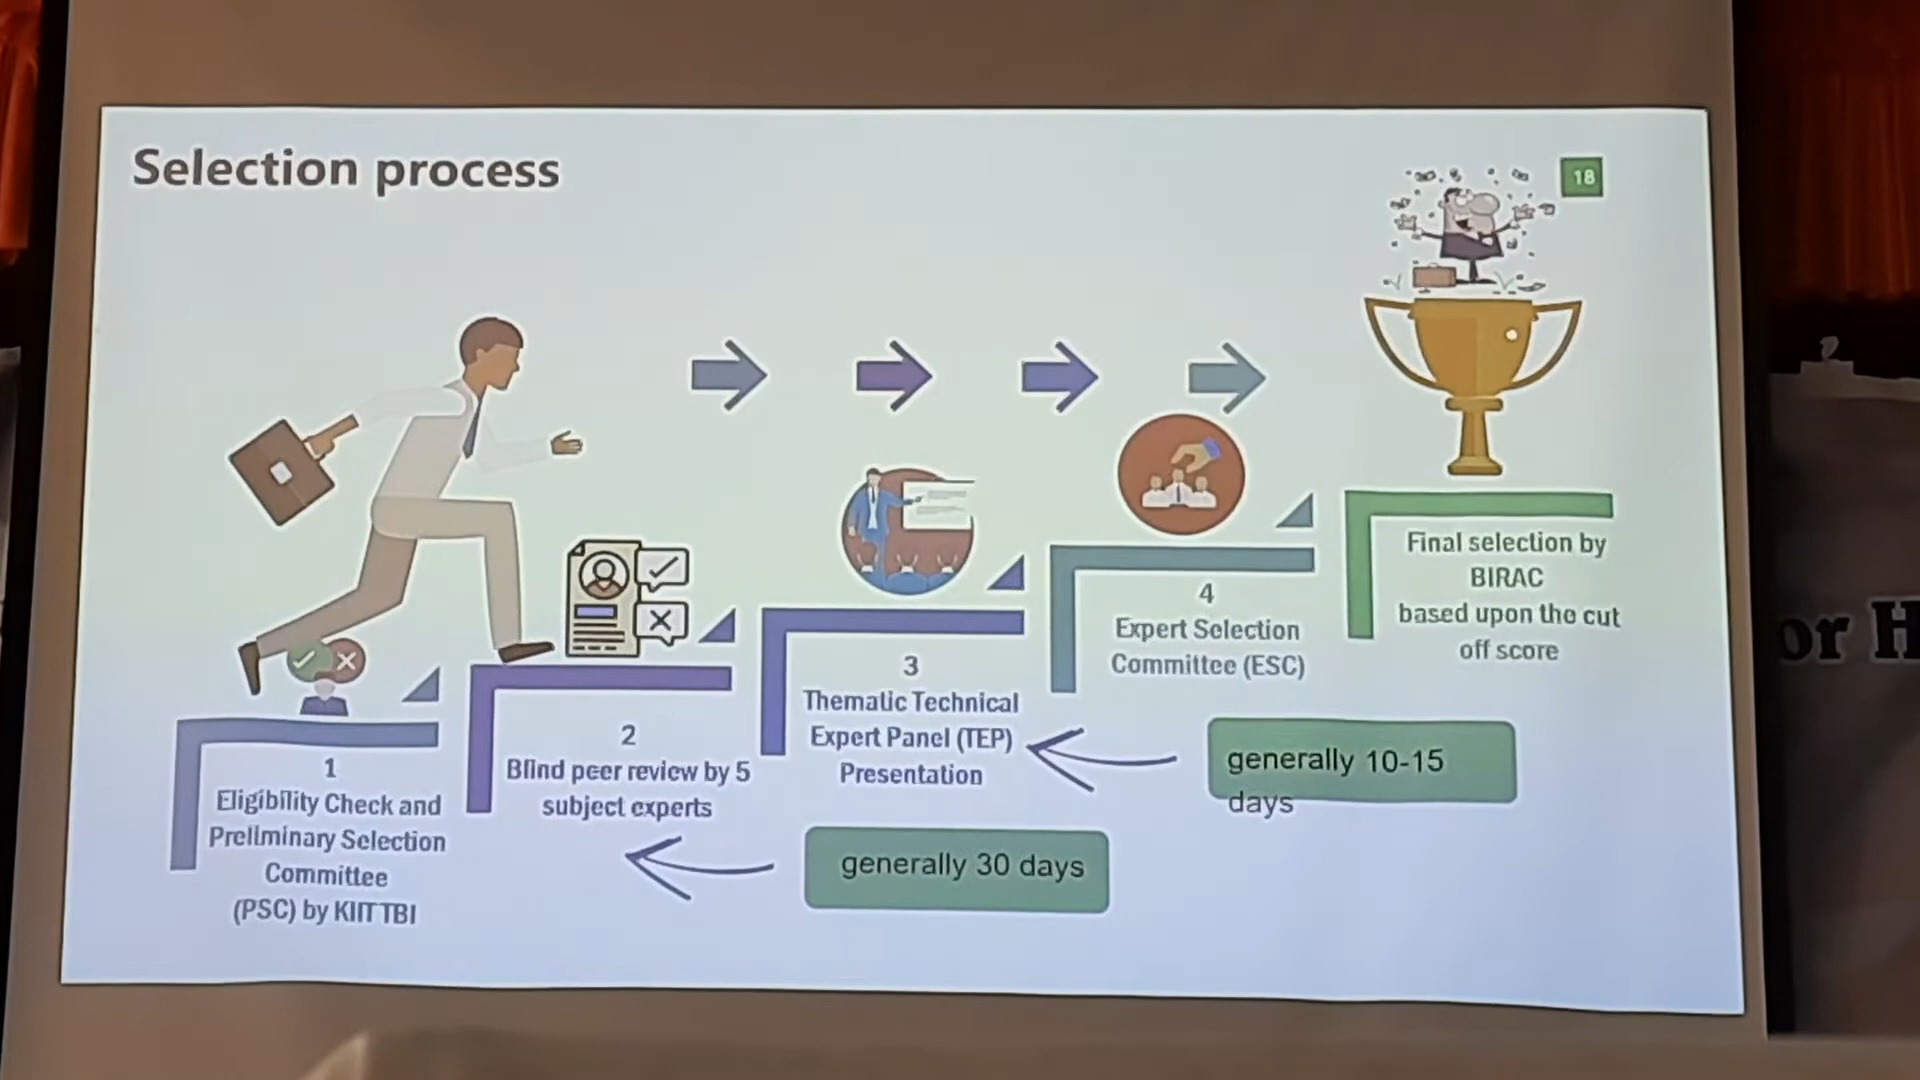 Selection process
18
1
Eligibility Check and
Preliminary Selection
Committee
(PSC) by KIIT TBI
2
Blind peer review by 5
subject experts
generally 30 days
3
Thematic Technical
Expert Panel (TEP)
Presentation
generally 10-15
days
4
Expert Selection
Committee (ESC)
Final selection by
BIRAC
based upon the cut
off score
or H